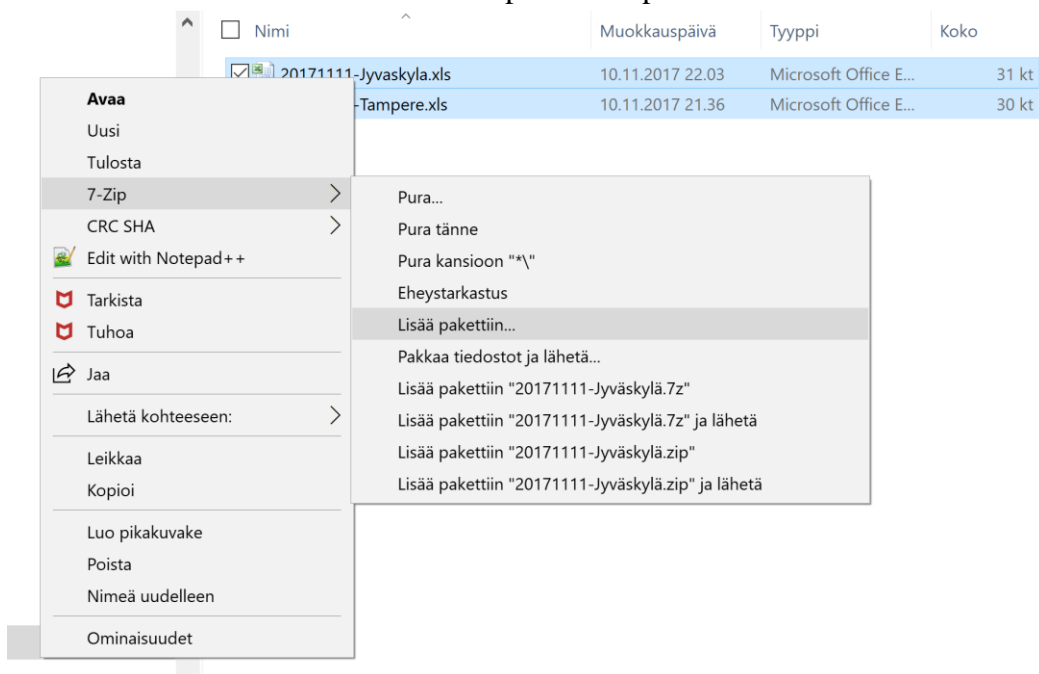 Nimi Muokkauspäivä Tyyppi Koko
20171111-Jyvaskyla.xls 10.11.2017 22.03 Microsoft Office E... 31 kt
-Tampere.xls 10.11.2017 21.36 Microsoft Office E... 30 kt
Avaa
Uusi
Tulosta
7-Zip
CRC SHA
Edit with Notepad++
Tarkista
Tuhoa
Jaa
Lähetä kohteeseen:
Leikkaa
Kopioi
Luo pikakuvake
Poista
Nimeä uudelleen
Ominaisuudet
Pura...
Pura tänne
Pura kansioon "*\"
Eheystarkastus
Lisää pakettiin...
Pakkaa tiedostot ja lähetä...
Lisää pakettiin "20171111-Jyväskylä.7z"
Lisää pakettiin "20171111-Jyväskylä.7z" ja lähetä
Lisää pakettiin "20171111-Jyväskylä.zip"
Lisää pakettiin "20171111-Jyväskylä.zip" ja lähetä